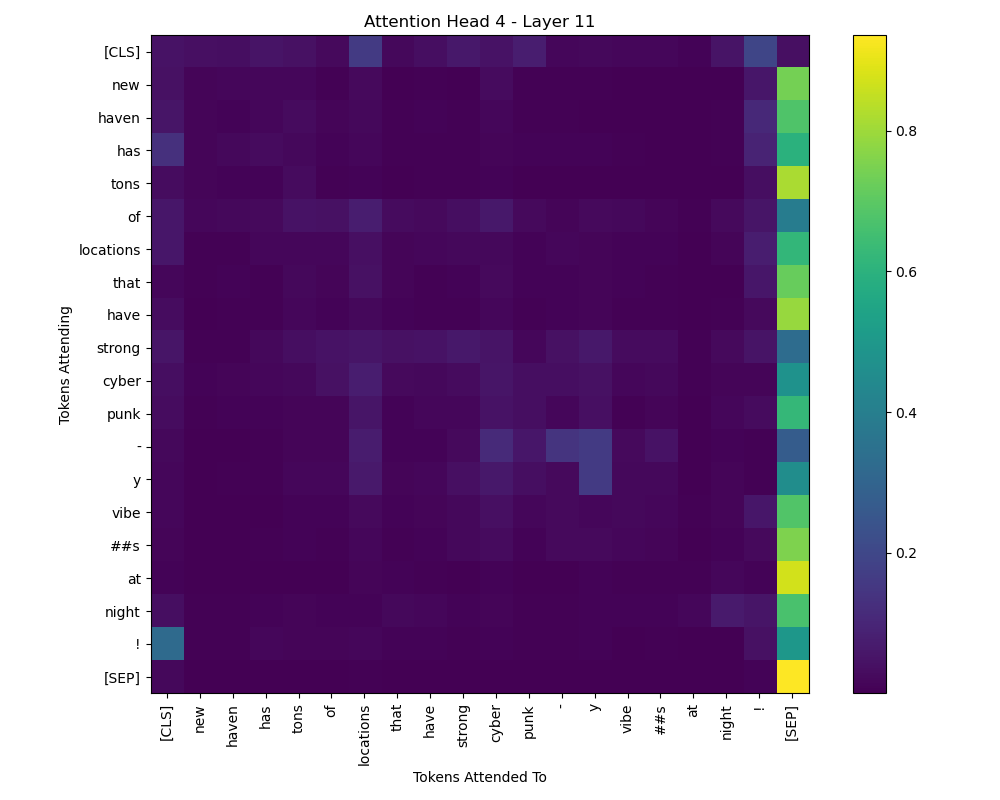 Attention Head 4 - Layer 11
Tokens Attending
[CLS]
new
haven
has
tons
of
locations
that
have
strong
cyber
punk
-
y
vibe
##s
at
night
!
[SEP]
[CLS]
new
haven
has
tons
of
locations
that
have
strong
cyber
punk
-
y
vibe
##s
at
night
!
[SEP]
Tokens Attended To
0.8
0.6
0.4
0.2